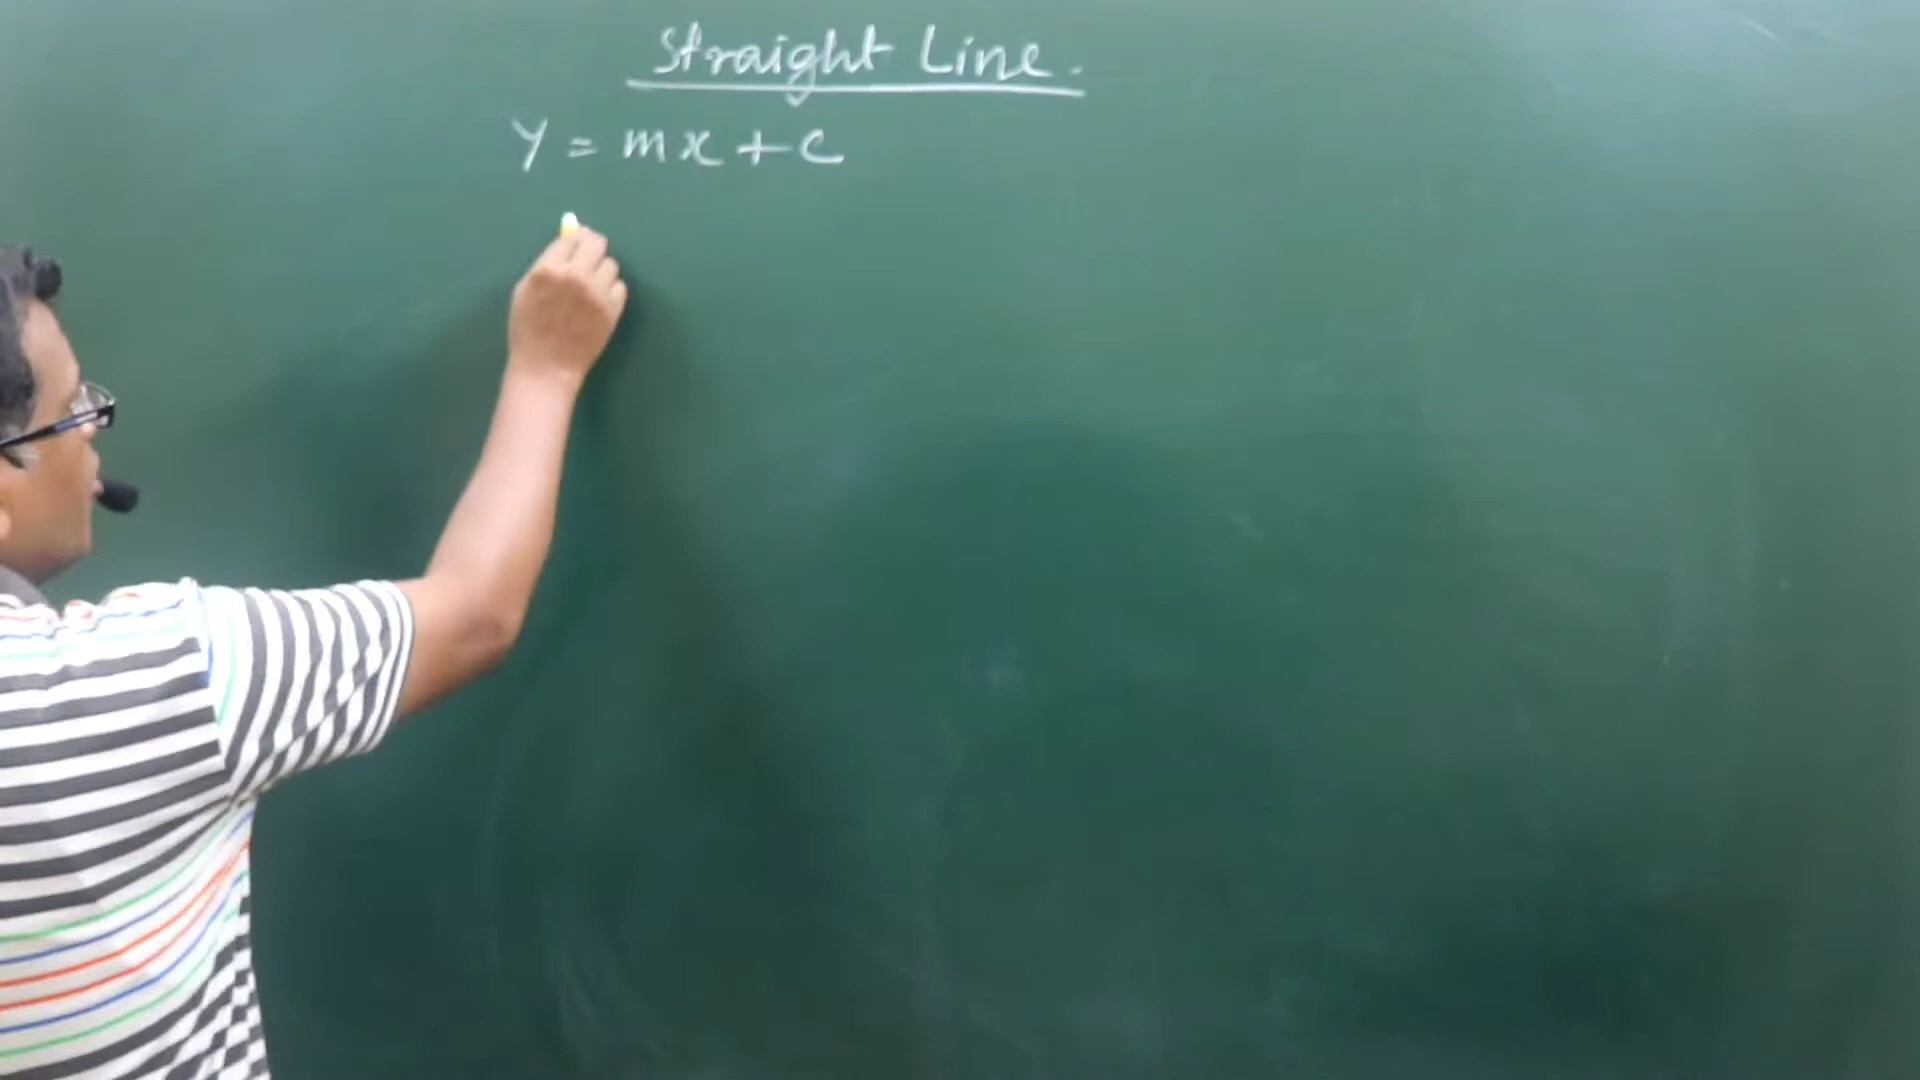 Straight Line.
y = mx + c